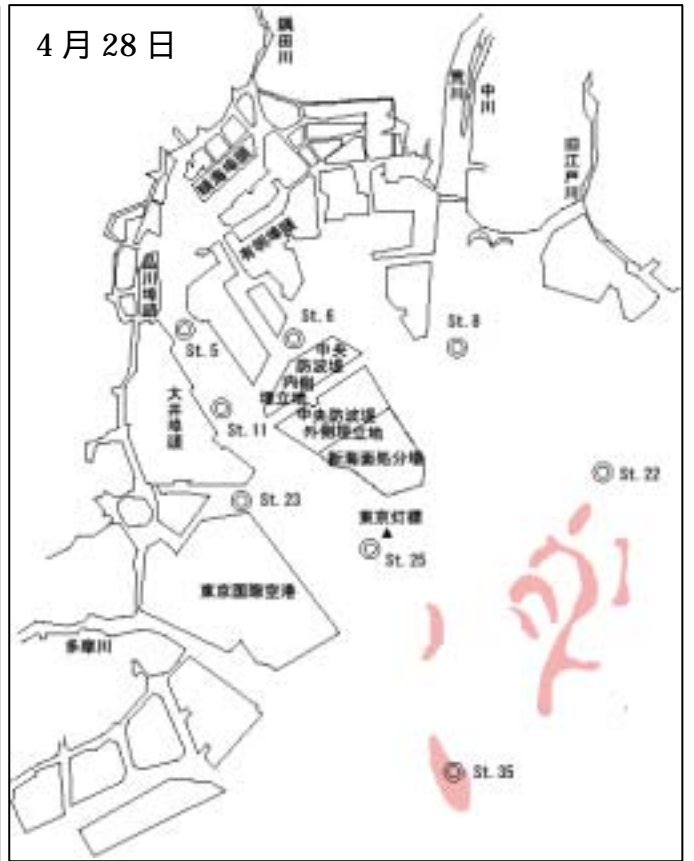 4月28日
隅田川
荒川
中川
旧江戸川
晴海埠頭
有明埠頭
品川埠頭
St. 5
St. 6
St. 8
中央
防波堤
内側
埋立地
大井埠頭
St. 11
中央防波堤
外側埋立地
新海面処分場
St. 22
St. 23
東京灯標
St. 25
東京国際空港
多摩川
St. 35